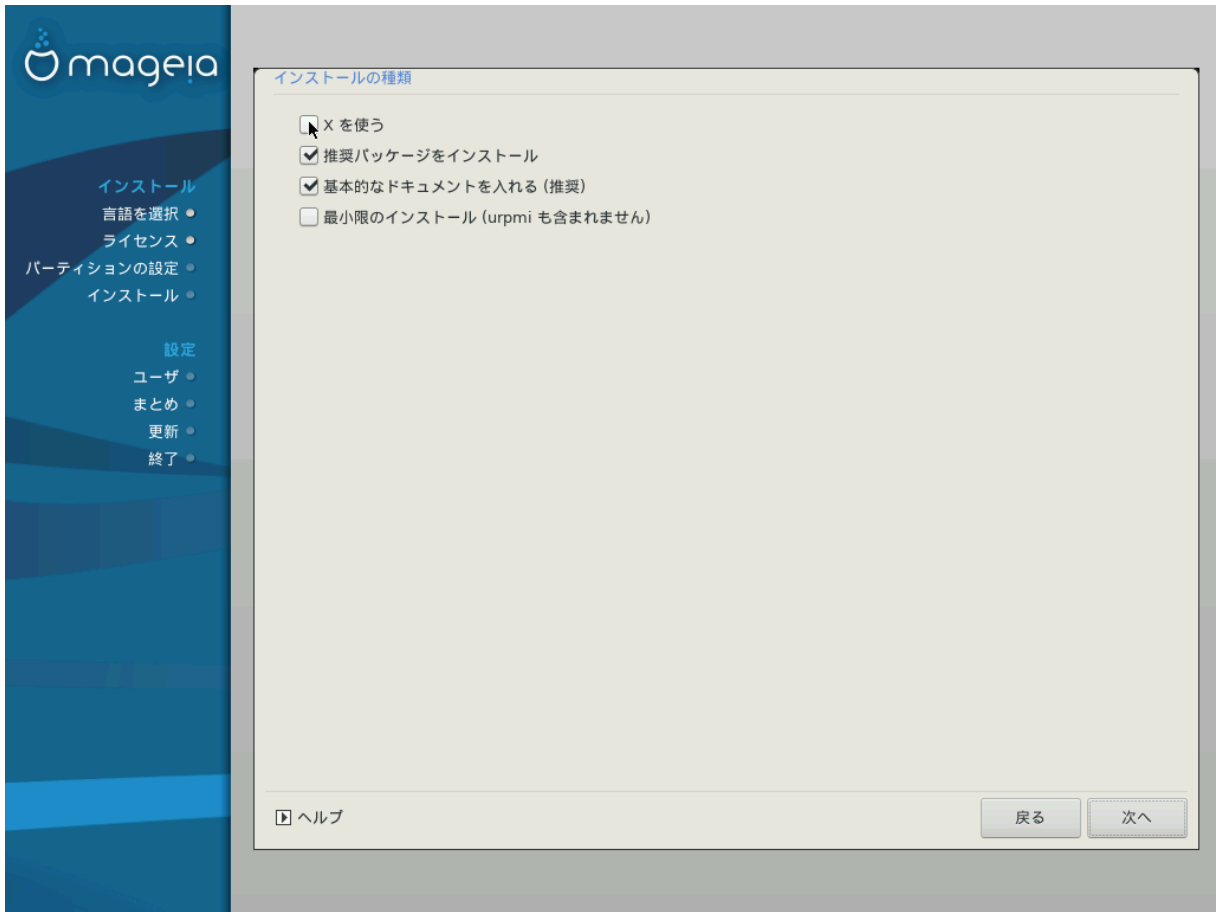 mageia
インストール
言語を選択
ライセンス
パーティションの設定
インストール
設定
ユーザ
まとめ
更新
終了
インストールの種類
X を使う
推奨パッケージをインストール
基本的なドキュメントを入れる (推奨)
最小限のインストール (urpmi も含まれません)
ヘルプ
戻る
次へ